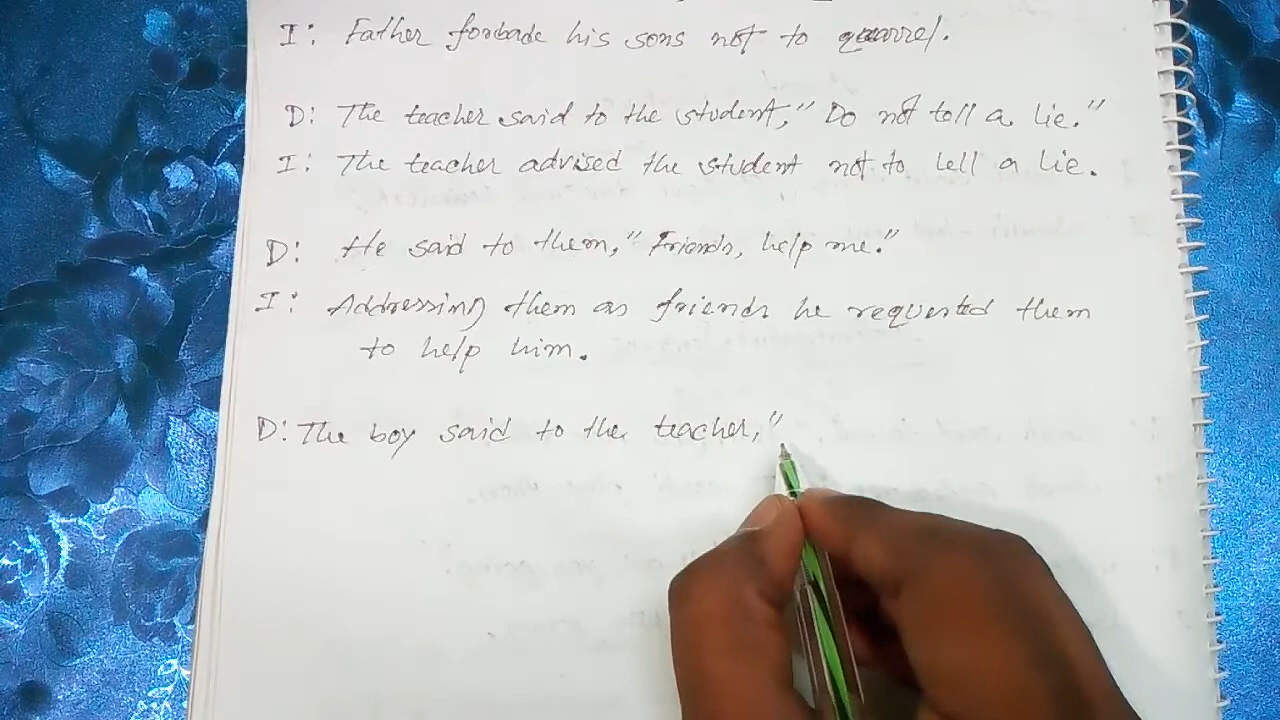 I: Father forbade his sons not to quarrel.
D: The teacher said to the student," Do not tell a lie."
I: The teacher advised the student not to tell a lie.
D: He said to them," Friends, help me."
I: Addressing them as friends he requested them
to help him.
D: The boy said to the teacher,"